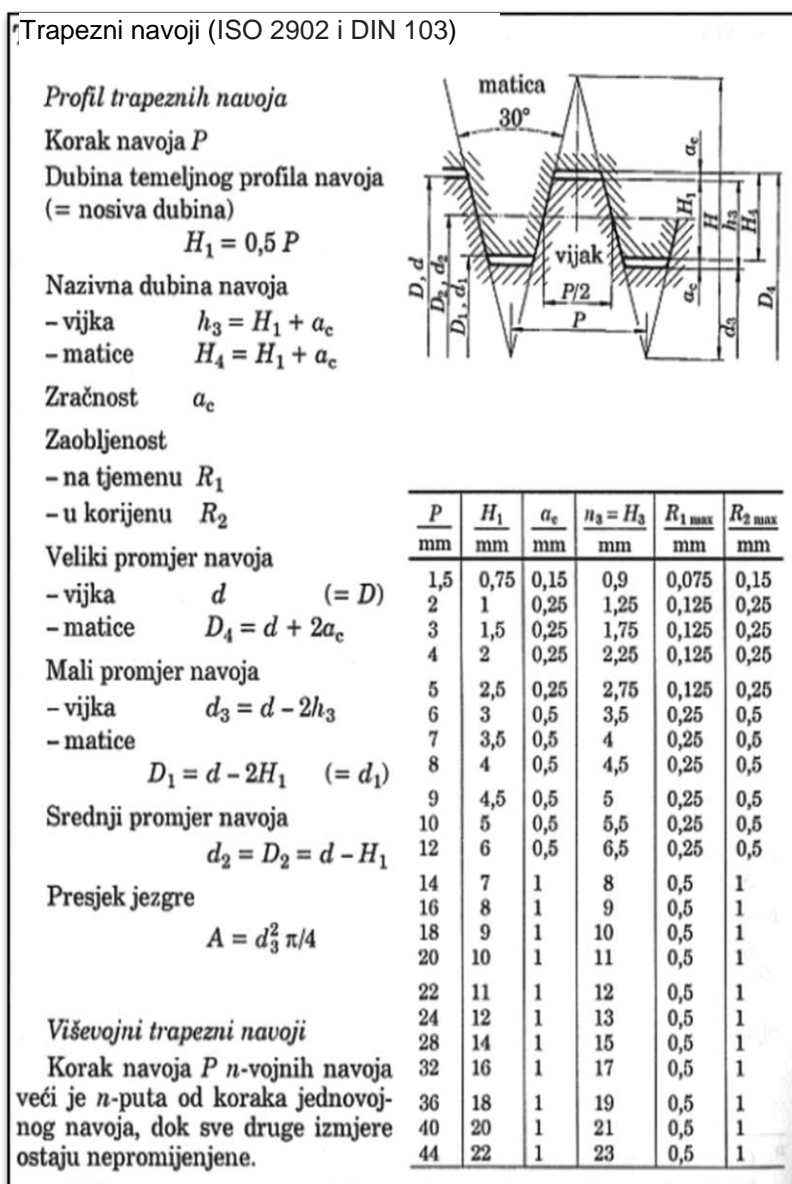 Trapezni navoji (ISO 2902 i DIN 103)
Profil trapeznih navoja
Korak navoja P
Dubina temeljnog profila navoja
(= nosiva dubina)
H₁ = 0,5 P
Nazivna dubina navoja
– vijka h₃ = H₁ + a꜀
– matice H₄ = H₁ + a꜀
Zračnost a꜀
Zaobljenost
– na tjemenu R₁
– u korijenu R₂
Veliki promjer navoja
– vijka d (= D)
– matice D₄ = d + 2a꜀
Mali promjer navoja
– vijka d₃ = d – 2h₃
– matice
D₁ = d – 2H₁ (= d₁)
Srednji promjer navoja
d₂ = D₂ = d – H₁
Presjek jezgre
A = d₃² π/4
Viševojni trapezni navoji
Korak navoja P n-vojnih navoja
veći je n-puta od koraka jednovoj-
nog navoja, dok sve druge izmjere
ostaju nepromijenjene.
matica
30°
vijak
P/2
P
D, d
D₂, d₂
D₁, d₁
a꜀
H₁
H
h₃
H₄
a꜀
d₃
D₄
P H₁ a꜀ n₃ = H₃ R₁ max R₂ max
mm mm mm mm mm mm
1,5 0,75 0,15 0,9 0,075 0,15
2 1 0,25 1,25 0,125 0,25
3 1,5 0,25 1,75 0,125 0,25
4 2 0,25 2,25 0,125 0,25
5 2,5 0,25 2,75 0,125 0,25
6 3 0,5 3,5 0,25 0,5
7 3,5 0,5 4 0,25 0,5
8 4 0,5 4,5 0,25 0,5
9 4,5 0,5 5 0,25 0,5
10 5 0,5 5,5 0,25 0,5
12 6 0,5 6,5 0,25 0,5
14 7 1 8 0,5 1
16 8 1 9 0,5 1
18 9 1 10 0,5 1
20 10 1 11 0,5 1
22 11 1 12 0,5 1
24 12 1 13 0,5 1
28 14 1 15 0,5 1
32 16 1 17 0,5 1
36 18 1 19 0,5 1
40 20 1 21 0,5 1
44 22 1 23 0,5 1